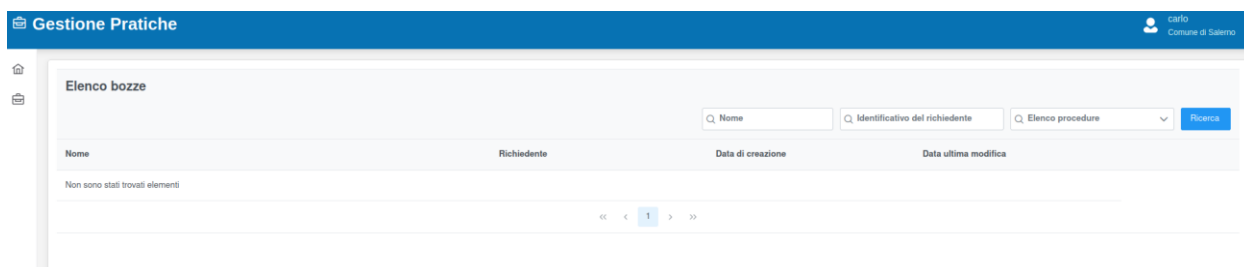 Gestione Pratiche
carlo
Comune di Salerno
Elenco bozze
Nome
Identificativo del richiedente
Elenco procedure
Ricerca
Nome Richiedente Data di creazione Data ultima modifica
Non sono stati trovati elementi
<< < 1 > >>